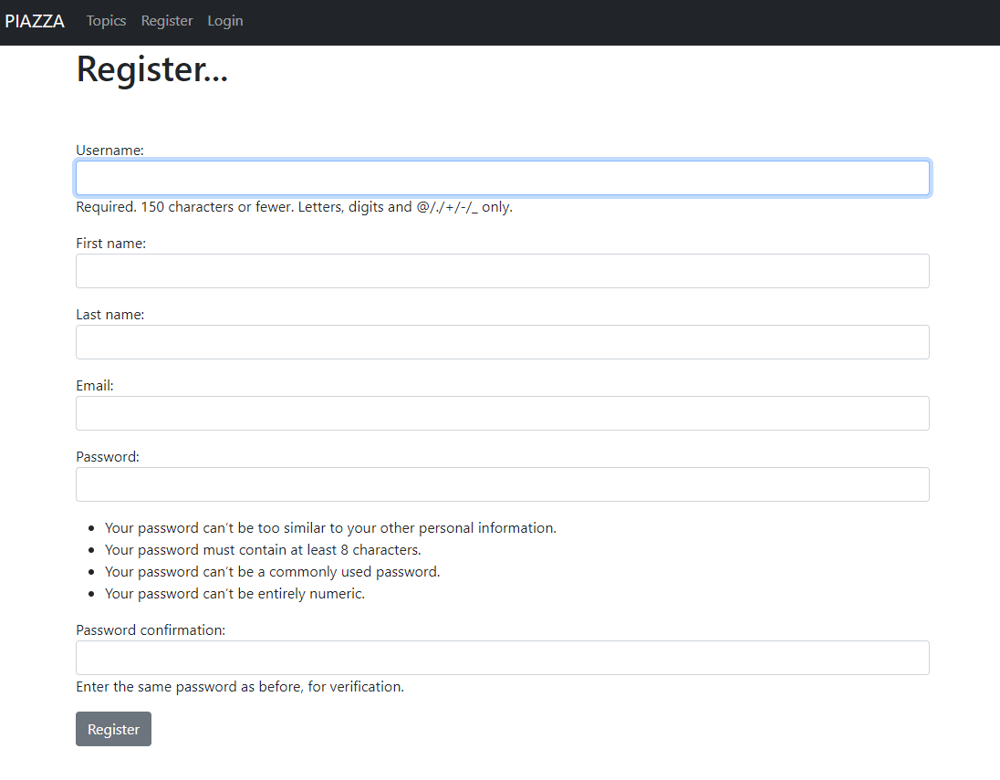 PIAZZA Topics Register Login
Register...
Username:
Required. 150 characters or fewer. Letters, digits and @/./+/-/_ only.
First name:
Last name:
Email:
Password:
Your password can’t be too similar to your other personal information.
Your password must contain at least 8 characters.
Your password can’t be a commonly used password.
Your password can’t be entirely numeric.
Password confirmation:
Enter the same password as before, for verification.
Register